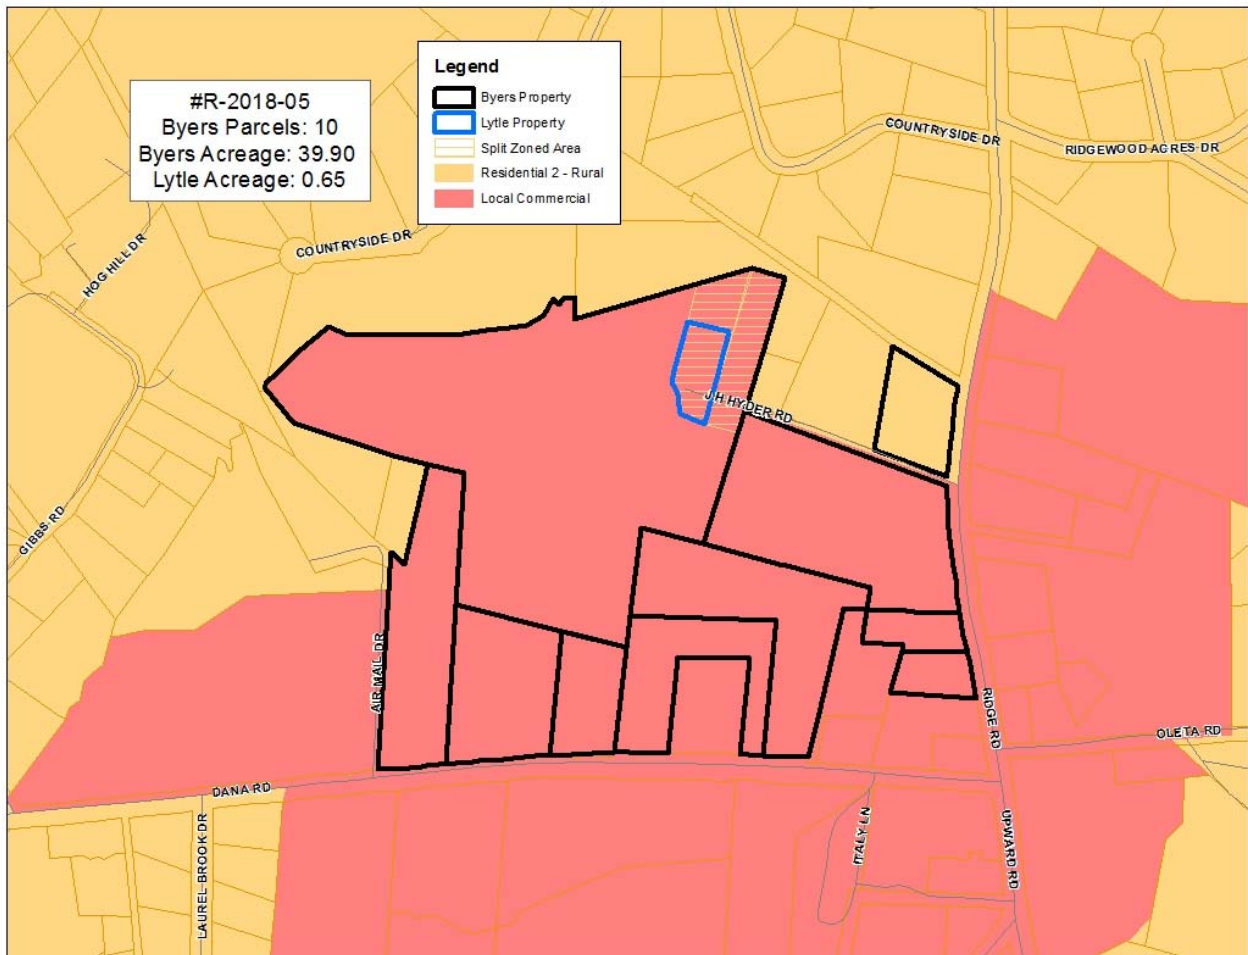 #R-2018-05
Byers Parcels: 10
Byers Acreage: 39.90
Lytle Acreage: 0.65
Legend
Byers Property
Lytle Property
Split Zoned Area
Residential 2 - Rural
Local Commercial
COUNTRYSIDE DR
RIDGEWOOD ACRES DR
HOG HILL DR
COUNTRYSIDE DR
J H HYDER RD
GIBBS RD
AIR MAIL DR
RIDGE RD
OLETA RD
DANA RD
LAUREL BROOK DR
ITALY LN
UPWARD RD